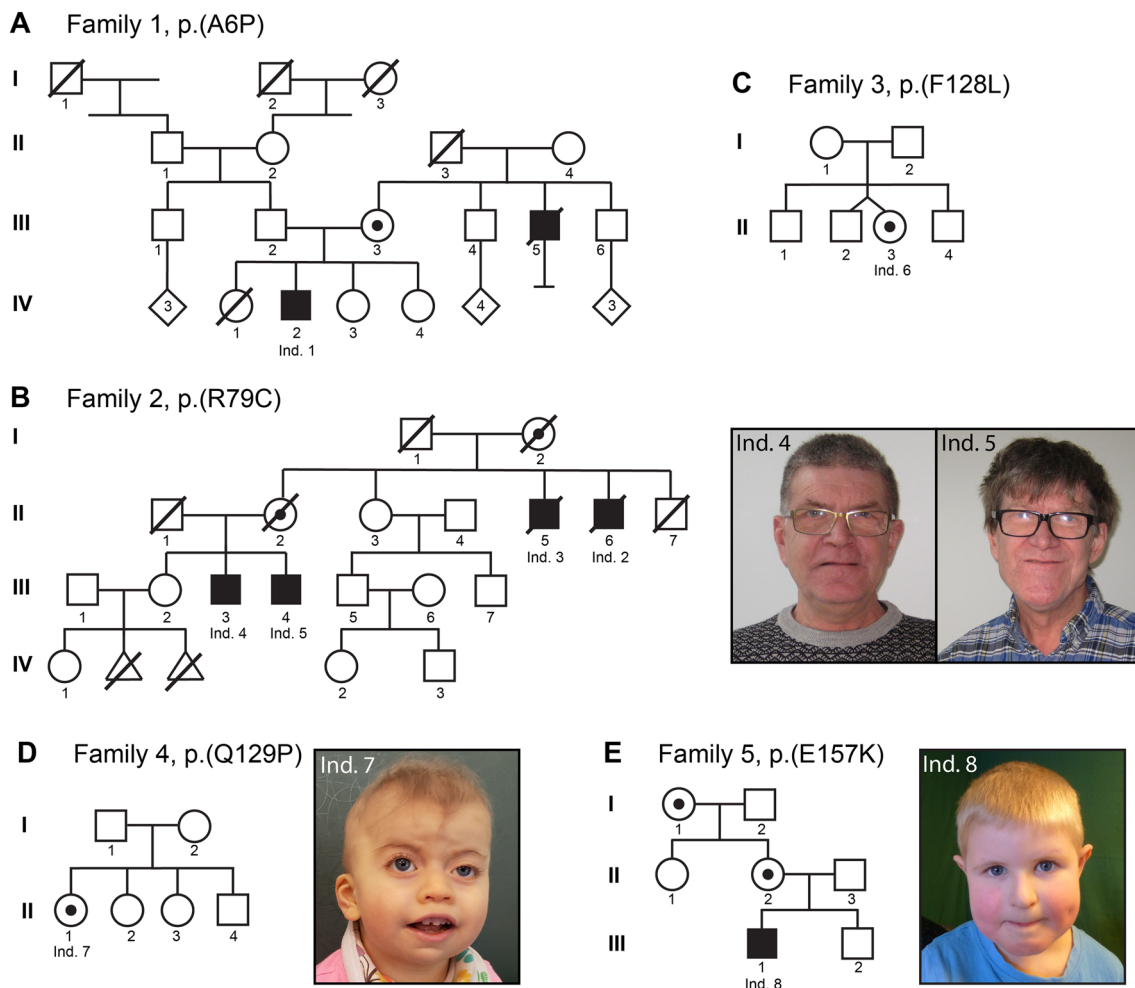 A Family 1, p.(A6P)
I
1 2 3
II
1 2 3 4
III
1 2 3 4 5 6
IV
3 1 2 3 4 4 3
Ind. 1
B Family 2, p.(R79C)
I
1 2
II
1 2 3 4 5 6 7
Ind. 3 Ind. 2
III
1 2 3 4 5 6 7
Ind. 4 Ind. 5
IV
1 2 3
C Family 3, p.(F128L)
I
1 2
II
1 2 3 4
Ind. 6
Ind. 4 Ind. 5
D Family 4, p.(Q129P)
I
1 2
II
1 2 3 4
Ind. 7
Ind. 7
E Family 5, p.(E157K)
I
1 2
II
1 2 3
III
1 2
Ind. 8
Ind. 8